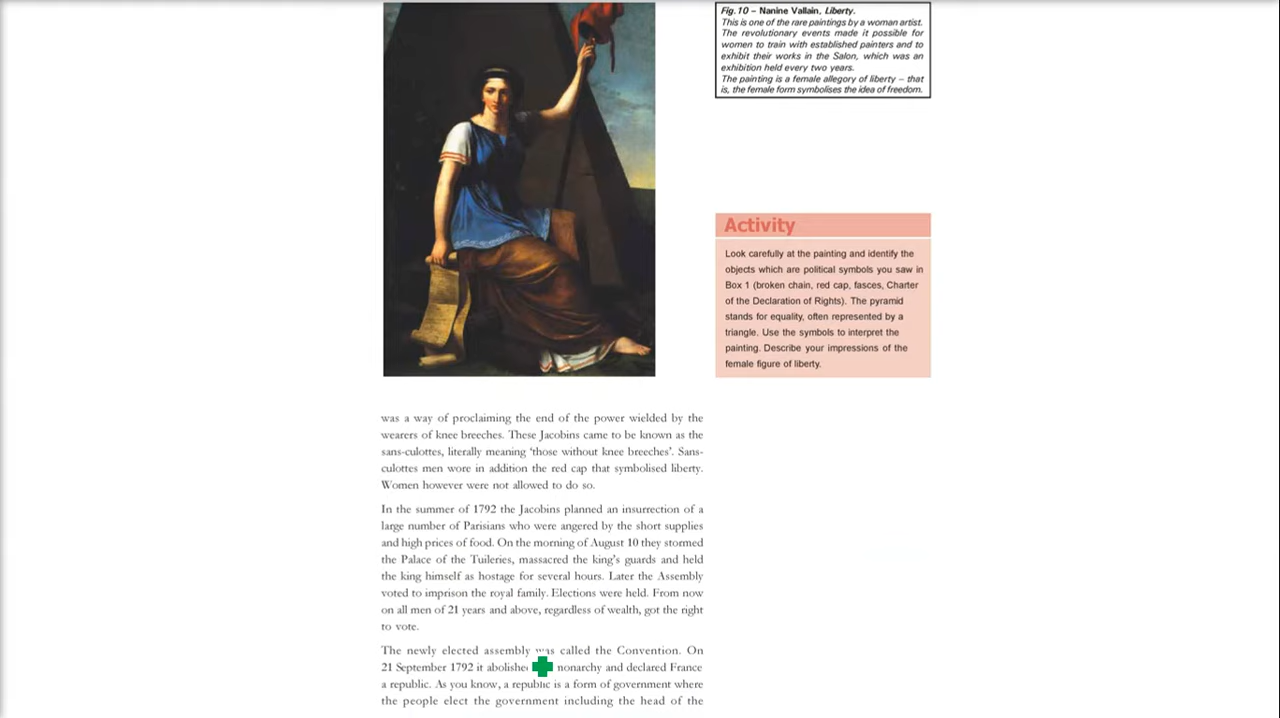 Fig.10 – Nanine Vallain, Liberty.
This is one of the rare paintings by a woman artist.
The revolutionary events made it possible for
women to train with established painters and to
exhibit their works in the Salon, which was an
exhibition held every two years.
The painting is a female allegory of liberty – that
is, the female form symbolises the idea of freedom.
Activity
Look carefully at the painting and identify the
objects which are political symbols you saw in
Box 1 (broken chain, red cap, fasces, Charter
of the Declaration of Rights). The pyramid
stands for equality, often represented by a
triangle. Use the symbols to interpret the
painting. Describe your impressions of the
female figure of liberty.
was a way of proclaiming the end of the power wielded by the
wearers of knee breeches. These Jacobins came to be known as the
sans-culottes, literally meaning ‘those without knee breeches’. Sans-
culottes men wore in addition the red cap that symbolised liberty.
Women however were not allowed to do so.
In the summer of 1792 the Jacobins planned an insurrection of a
large number of Parisians who were angered by the short supplies
and high prices of food. On the morning of August 10 they stormed
the Palace of the Tuileries, massacred the king’s guards and held
the king himself as hostage for several hours. Later the Assembly
voted to imprison the royal family. Elections were held. From now
on all men of 21 years and above, regardless of wealth, got the right
to vote.
The newly elected assembly was called the Convention. On
21 September 1792 it abolished monarchy and declared France
a republic. As you know, a republic is a form of government where
the people elect the government including the head of the